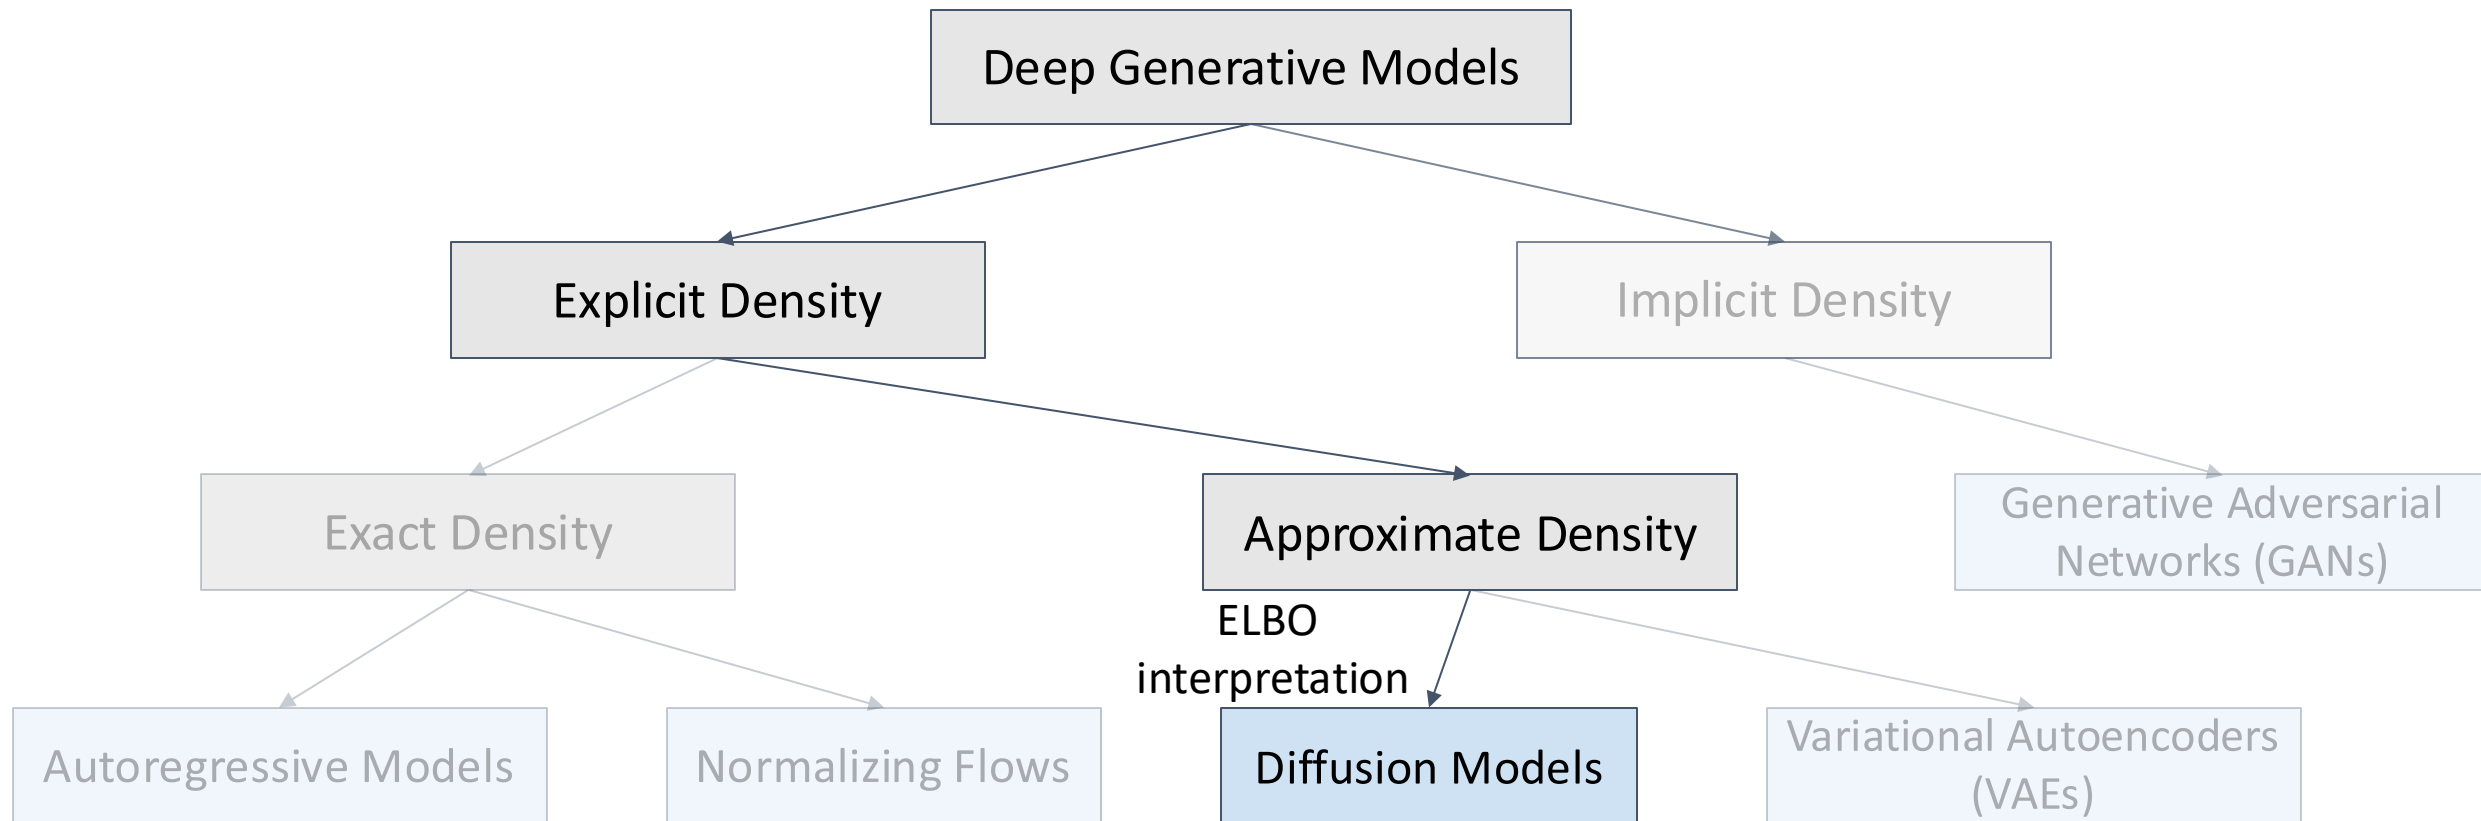 Deep Generative Models
Explicit Density
Implicit Density
Exact Density
Approximate Density
Generative Adversarial
Networks (GANs)
ELBO
interpretation
Autoregressive Models
Normalizing Flows
Diffusion Models
Variational Autoencoders
(VAEs)